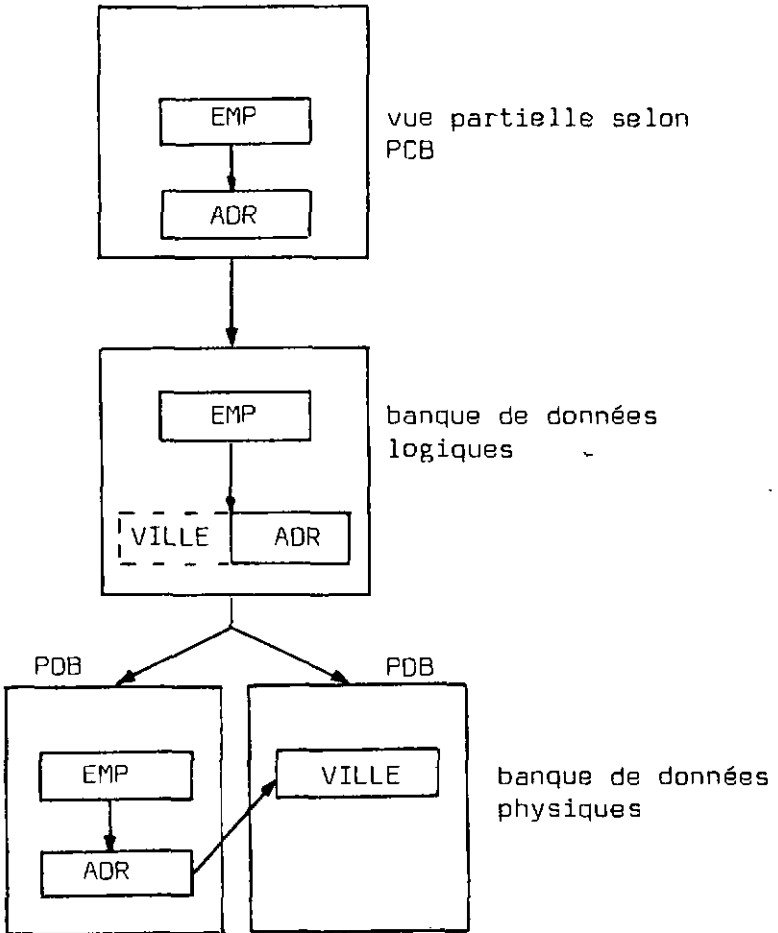 EMP
vue partielle selon
PCB
ADR
EMP
banque de données
logiques
VILLE ADR
PDB PDB
EMP VILLE
banque de données
physiques
ADR